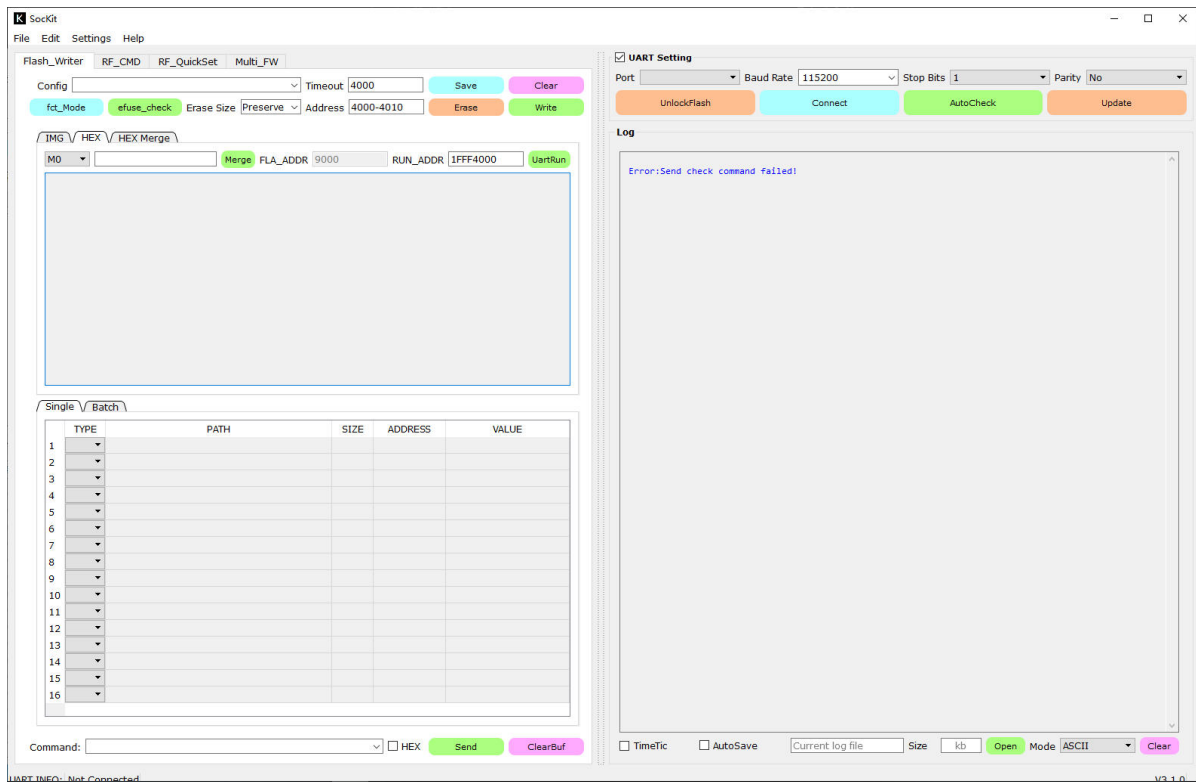 SocKit
File Edit Settings Help
Flash_Writer RF_CMD RF_QuickSet Multi_FW
Config Timeout 4000 Save Clear
fct_Mode efuse_check Erase Size Preserve Address 4000-4010 Erase Write
IMG HEX HEX Merge
M0 Merge FLA_ADDR 9000 RUN_ADDR 1FFF4000 UartRun
Single Batch
TYPE PATH SIZE ADDRESS VALUE
1
2
3
4
5
6
7
8
9
10
11
12
13
14
15
16
Command: HEX Send ClearBuf
UART Setting
Port Baud Rate 115200 Stop Bits 1 Parity No
UnlockFlash Connect AutoCheck Update
Log
Error:Send check command failed!
TimeTic AutoSave Current log file Size kb Open Mode ASCII Clear
UART INFO: Not Connected V3.1.0